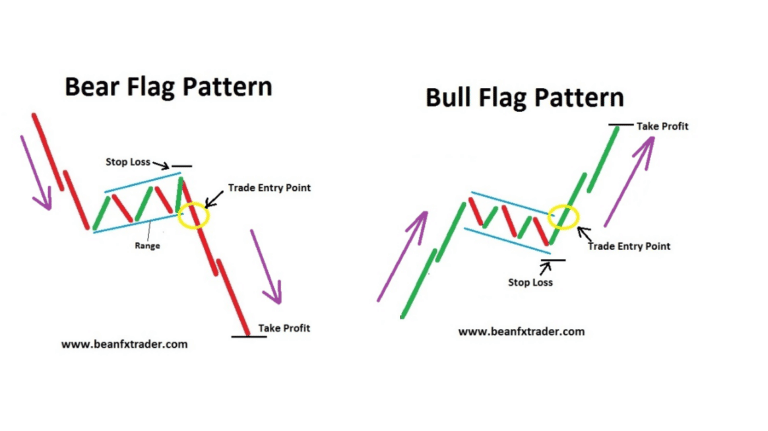 Bear Flag Pattern
Stop Loss
Trade Entry Point
Range
Take Profit
www.beanfxtrader.com
Bull Flag Pattern
Take Profit
Trade Entry Point
Stop Loss
www.beanfxtrader.com